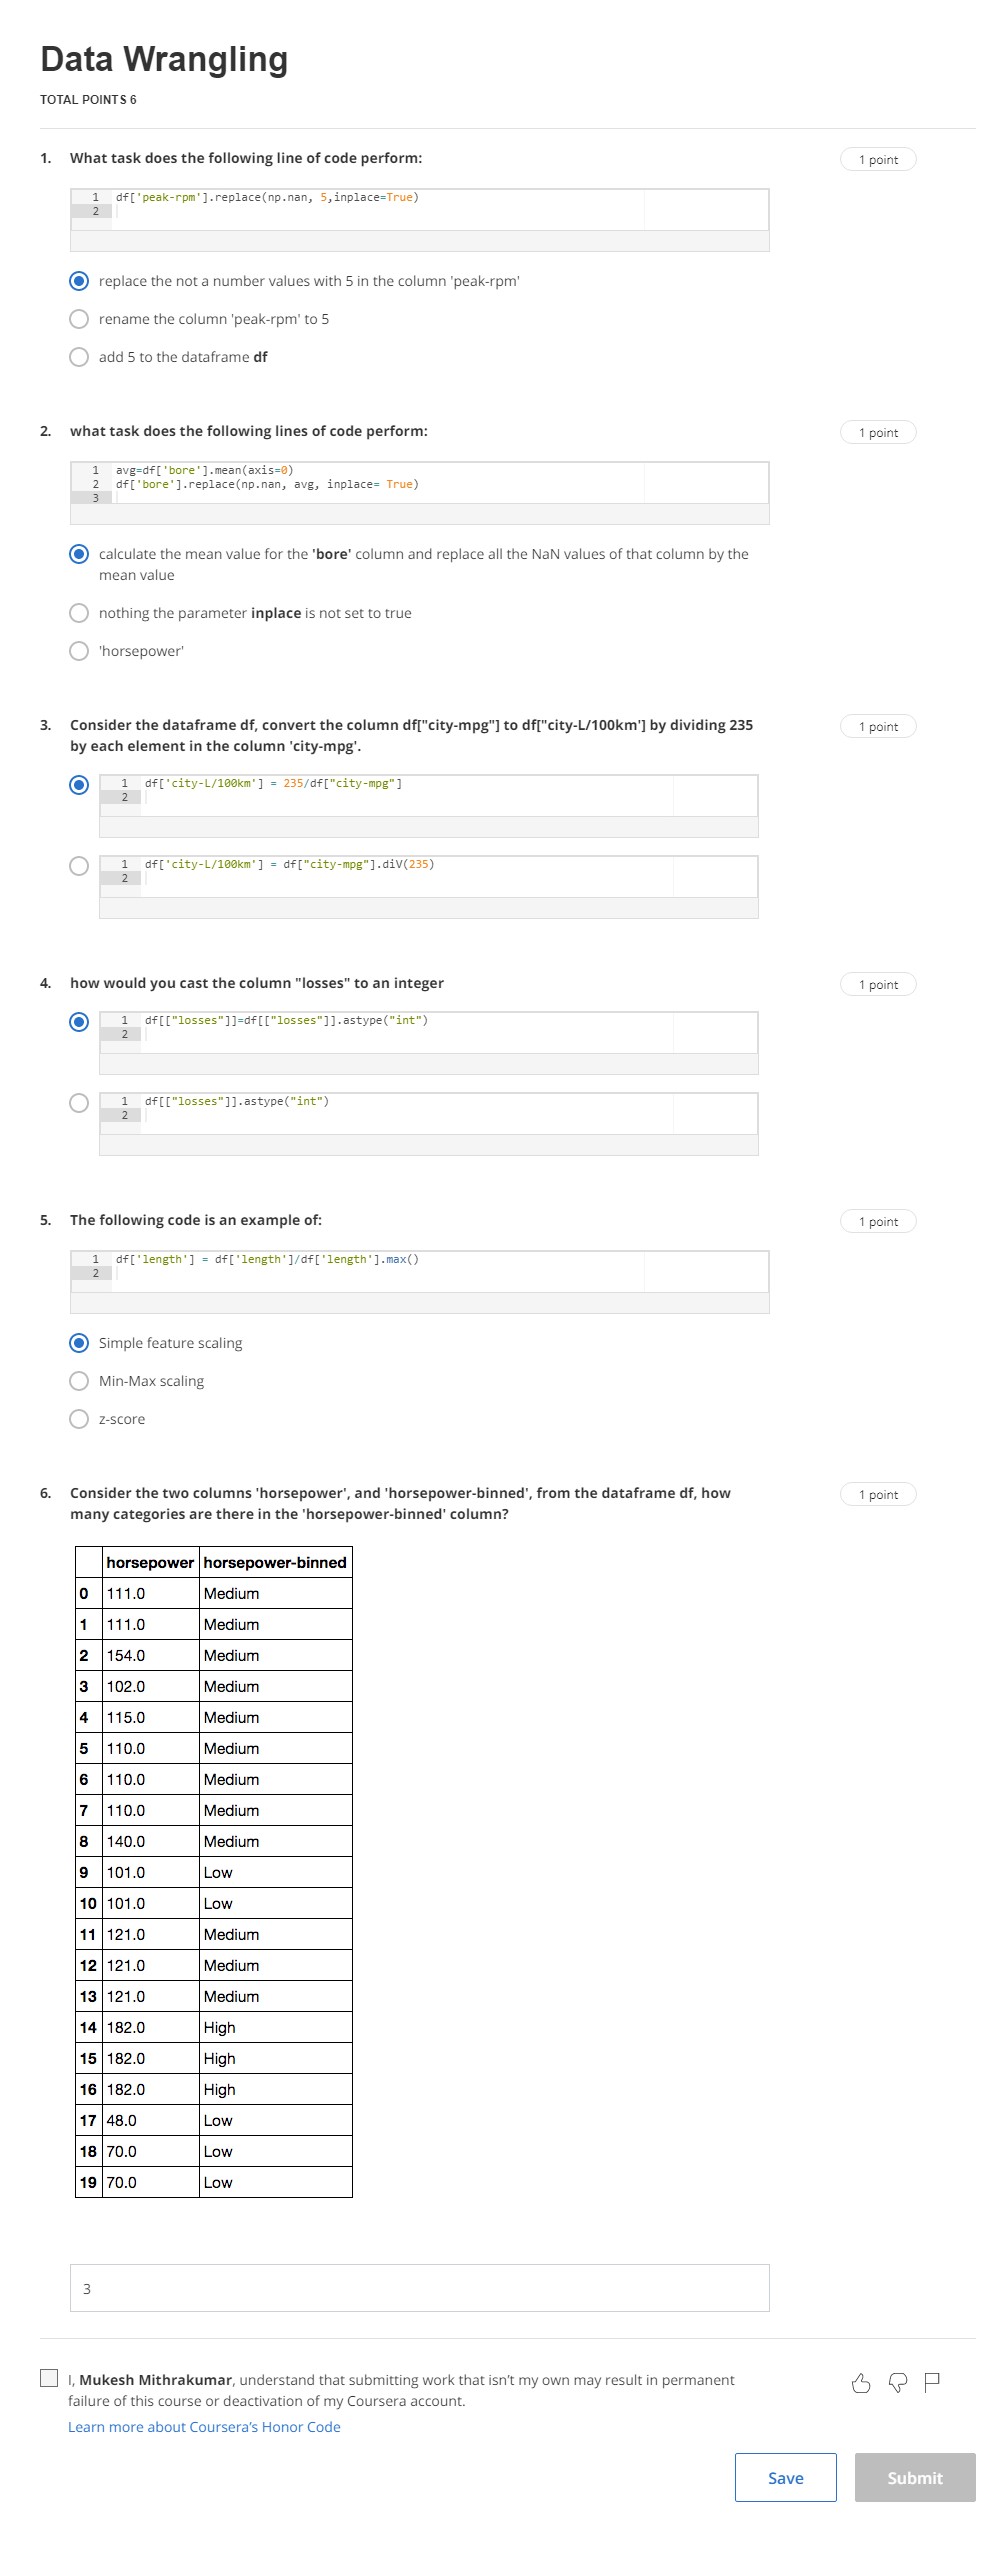 Data Wrangling
TOTAL POINTS 6
1. What task does the following line of code perform:
1 point
1 df['peak-rpm'].replace(np.nan, 5,inplace=True)
2
replace the not a number values with 5 in the column 'peak-rpm'
rename the column 'peak-rpm' to 5
add 5 to the dataframe df
2. what task does the following lines of code perform:
1 point
1 avg=df['bore'].mean(axis=0)
2 df['bore'].replace(np.nan, avg, inplace= True)
3
calculate the mean value for the 'bore' column and replace all the NaN values of that column by the
mean value
nothing the parameter inplace is not set to true
'horsepower'
3. Consider the dataframe df, convert the column df["city-mpg"] to df["city-L/100km'] by dividing 235
by each element in the column 'city-mpg'.
1 point
1 df['city-L/100km'] = 235/df["city-mpg"]
2
1 df['city-L/100km'] = df["city-mpg"].diV(235)
2
4. how would you cast the column "losses" to an integer
1 point
1 df[["losses"]]=df[["losses"]].astype("int")
2
1 df[["losses"]].astype("int")
2
5. The following code is an example of:
1 point
1 df['length'] = df['length']/df['length'].max()
2
Simple feature scaling
Min-Max scaling
z-score
6. Consider the two columns 'horsepower', and 'horsepower-binned', from the dataframe df, how
many categories are there in the 'horsepower-binned' column?
1 point
horsepower horsepower-binned
0 111.0 Medium
1 111.0 Medium
2 154.0 Medium
3 102.0 Medium
4 115.0 Medium
5 110.0 Medium
6 110.0 Medium
7 110.0 Medium
8 140.0 Medium
9 101.0 Low
10 101.0 Low
11 121.0 Medium
12 121.0 Medium
13 121.0 Medium
14 182.0 High
15 182.0 High
16 182.0 High
17 48.0 Low
18 70.0 Low
19 70.0 Low
3
I, Mukesh Mithrakumar, understand that submitting work that isn't my own may result in permanent
failure of this course or deactivation of my Coursera account.
Learn more about Coursera's Honor Code
Save
Submit